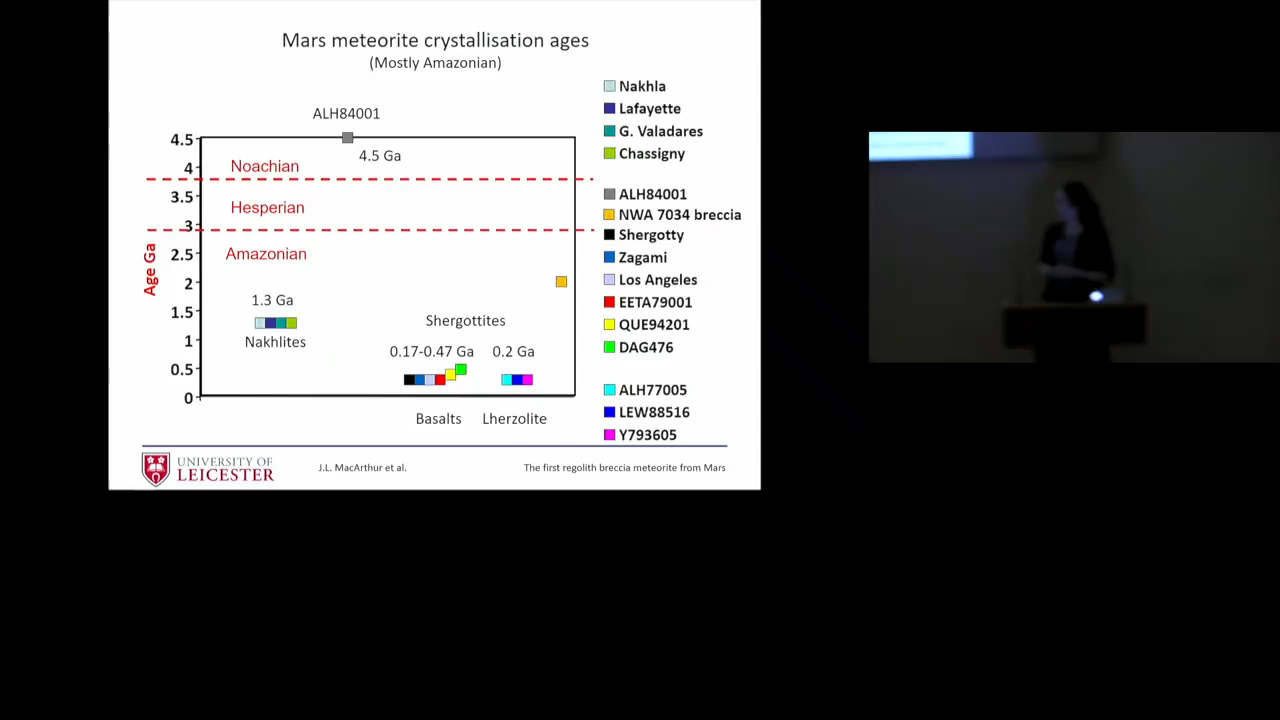 Mars meteorite crystallisation ages
(Mostly Amazonian)
ALH84001
4.5 Ga
Noachian
Hesperian
Amazonian
Age Ga
4.5
4
3.5
3
2.5
2
1.5
1
0.5
0
1.3 Ga
Nakhlites
Shergottites
0.17-0.47 Ga
0.2 Ga
Basalts
Lherzolite
Nakhla
Lafayette
G. Valadares
Chassigny
ALH84001
NWA 7034 breccia
Shergotty
Zagami
Los Angeles
EETA79001
QUE94201
DAG476
ALH77005
LEW88516
Y793605
UNIVERSITY OF
LEICESTER
J.L. MacArthur et al.
The first regolith breccia meteorite from Mars